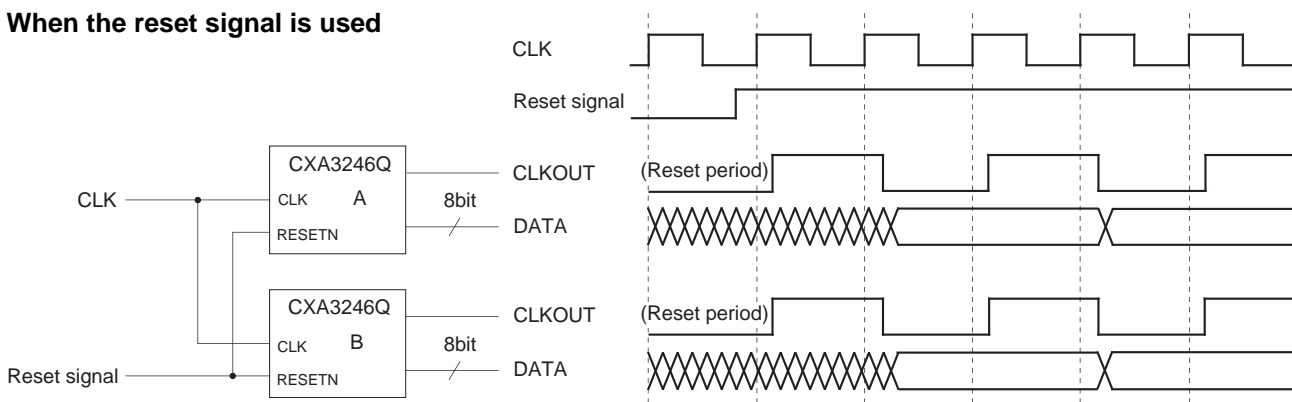 When the reset signal is used
CLK
Reset signal
CXA3246Q
CLK
A
RESETN
8bit
CLKOUT
DATA
(Reset period)
CLK
CXA3246Q
CLK
B
RESETN
8bit
CLKOUT
DATA
(Reset period)
Reset signal